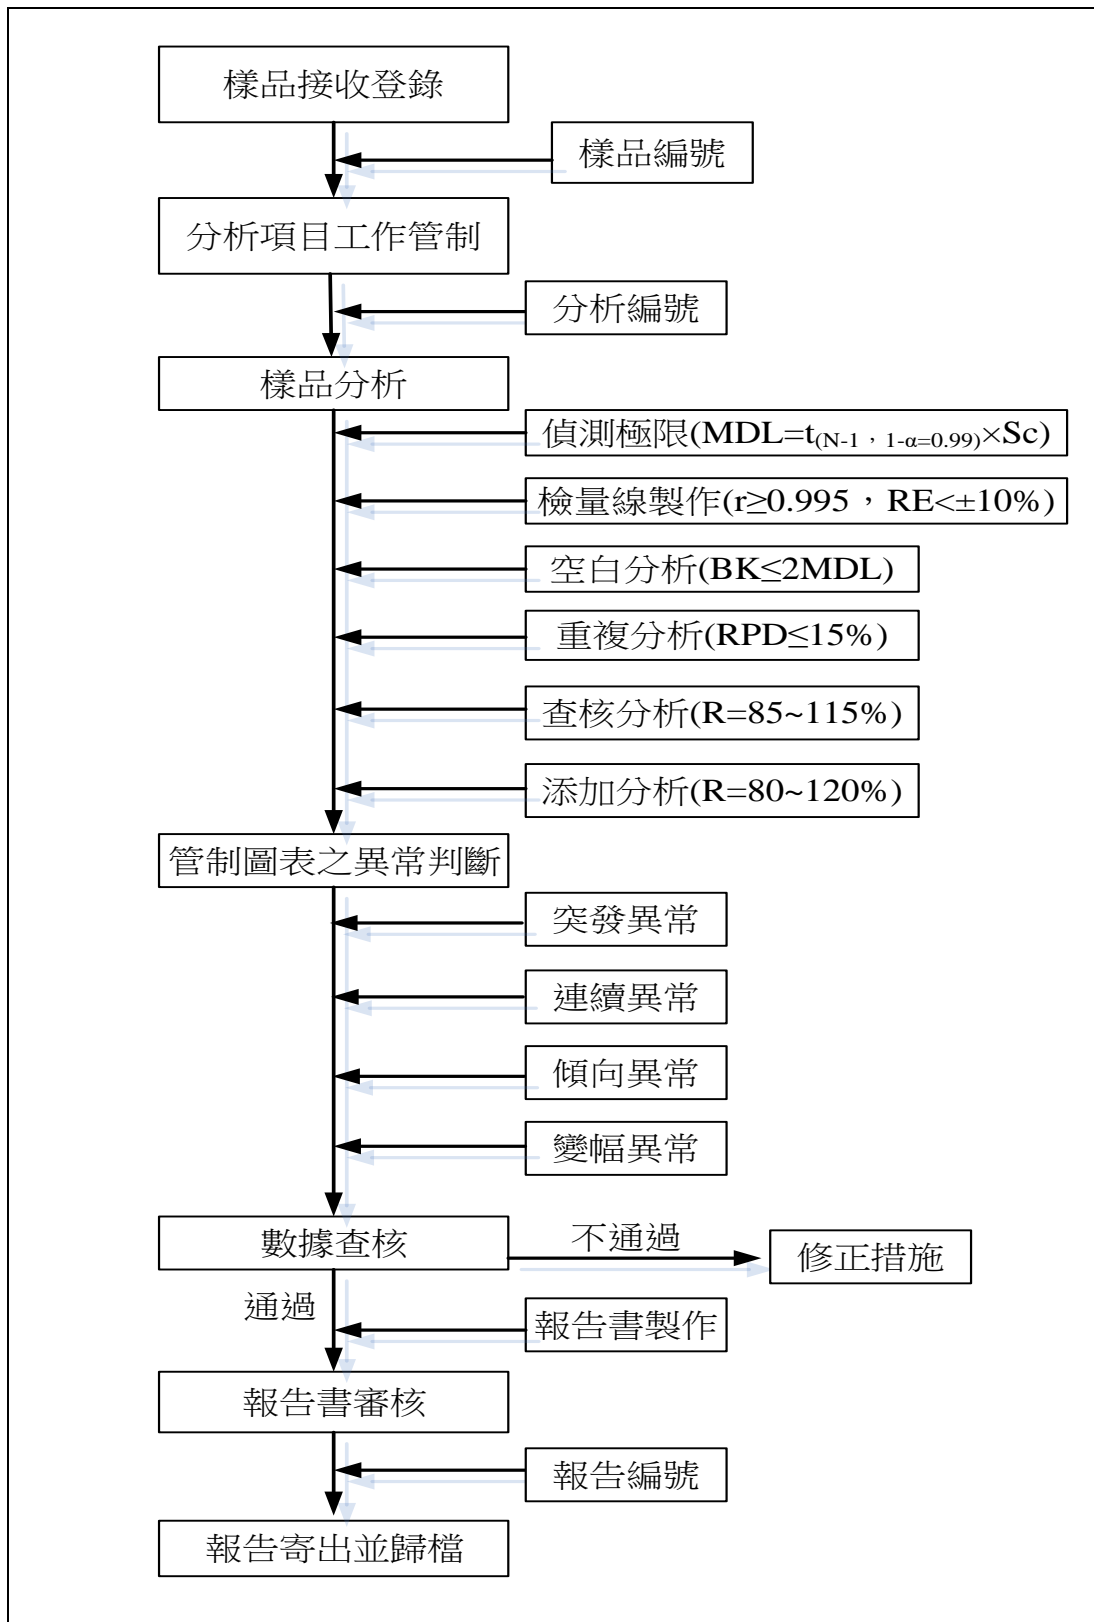 樣品接收登錄
樣品編號
分析項目工作管制
分析編號
樣品分析
偵測極限(MDL=t(N-1，1-α=0.99)×Sc)
檢量線製作(r≥0.995，RE<±10%)
空白分析(BK≤2MDL)
重複分析(RPD≤15%)
查核分析(R=85~115%)
添加分析(R=80~120%)
管制圖表之異常判斷
突發異常
連續異常
傾向異常
變幅異常
數據查核
不通過
修正措施
通過
報告書製作
報告書審核
報告編號
報告寄出並歸檔